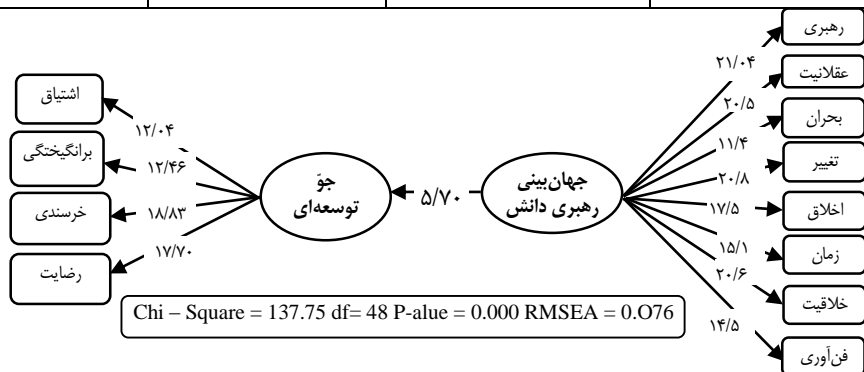 رهبری
عقلانیت
بحران
تغییر
اخلاق
زمان
خلاقیت
فن‌آوری
۲۱/۰۴
۲۰/۵
۱۱/۴
۲۰/۸
۱۷/۵
۱۵/۱
۲۰/۶
۱۴/۵
جهان‌بینی
رهبری دانش
۵/۷۰
جوّ
توسعه‌ای
۱۲/۰۴
۱۲/۴۶
۱۸/۸۳
۱۷/۷۰
اشتیاق
برانگیختگی
خرسندی
رضایت
Chi – Square = 137.75 df= 48 P-alue = 0.000 RMSEA = 0.O76